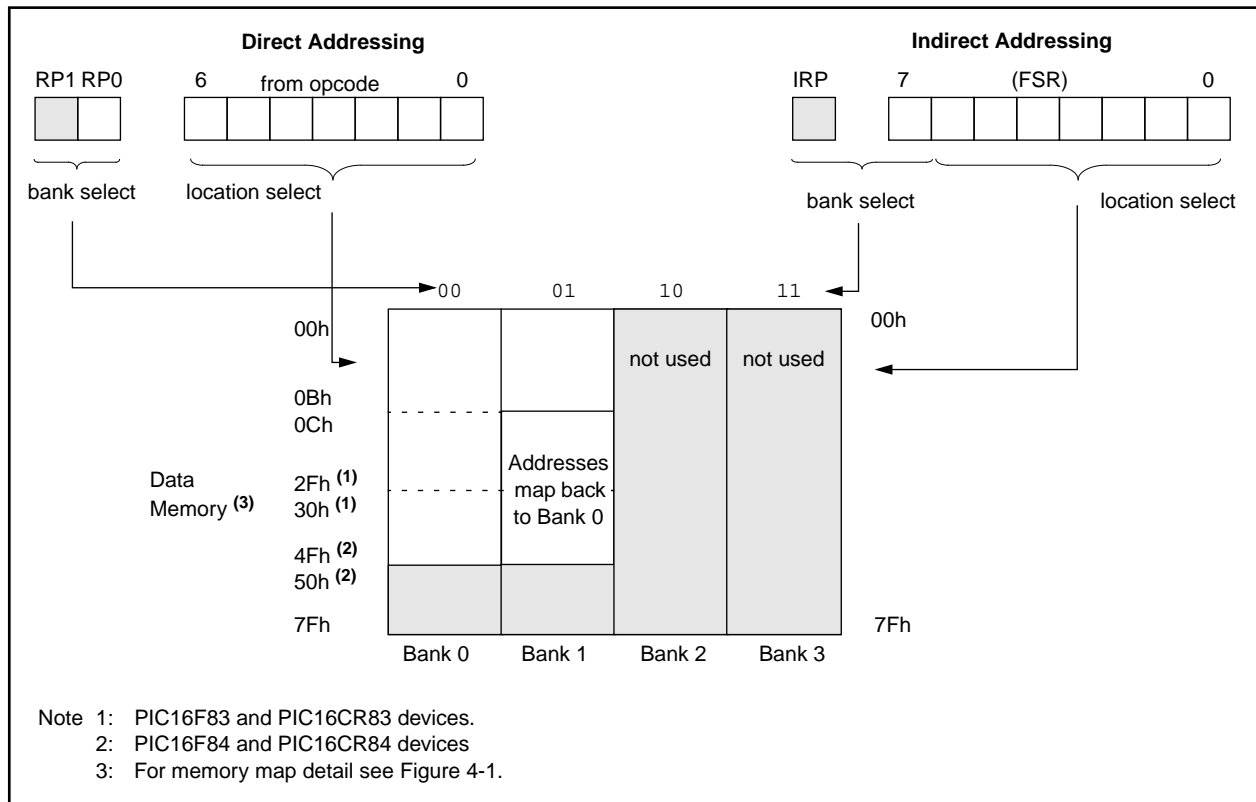 Direct Addressing
Indirect Addressing
RP1 RP0
6 from opcode 0
IRP
7 (FSR) 0
bank select
location select
bank select
location select
00 01 10 11
00h
00h
not used
not used
0Bh
0Ch
Addresses
map back
to Bank 0
Data
Memory (3)
2Fh (1)
30h (1)
4Fh (2)
50h (2)
7Fh
7Fh
Bank 0 Bank 1 Bank 2 Bank 3
Note 1: PIC16F83 and PIC16CR83 devices.
2: PIC16F84 and PIC16CR84 devices
3: For memory map detail see Figure 4-1.